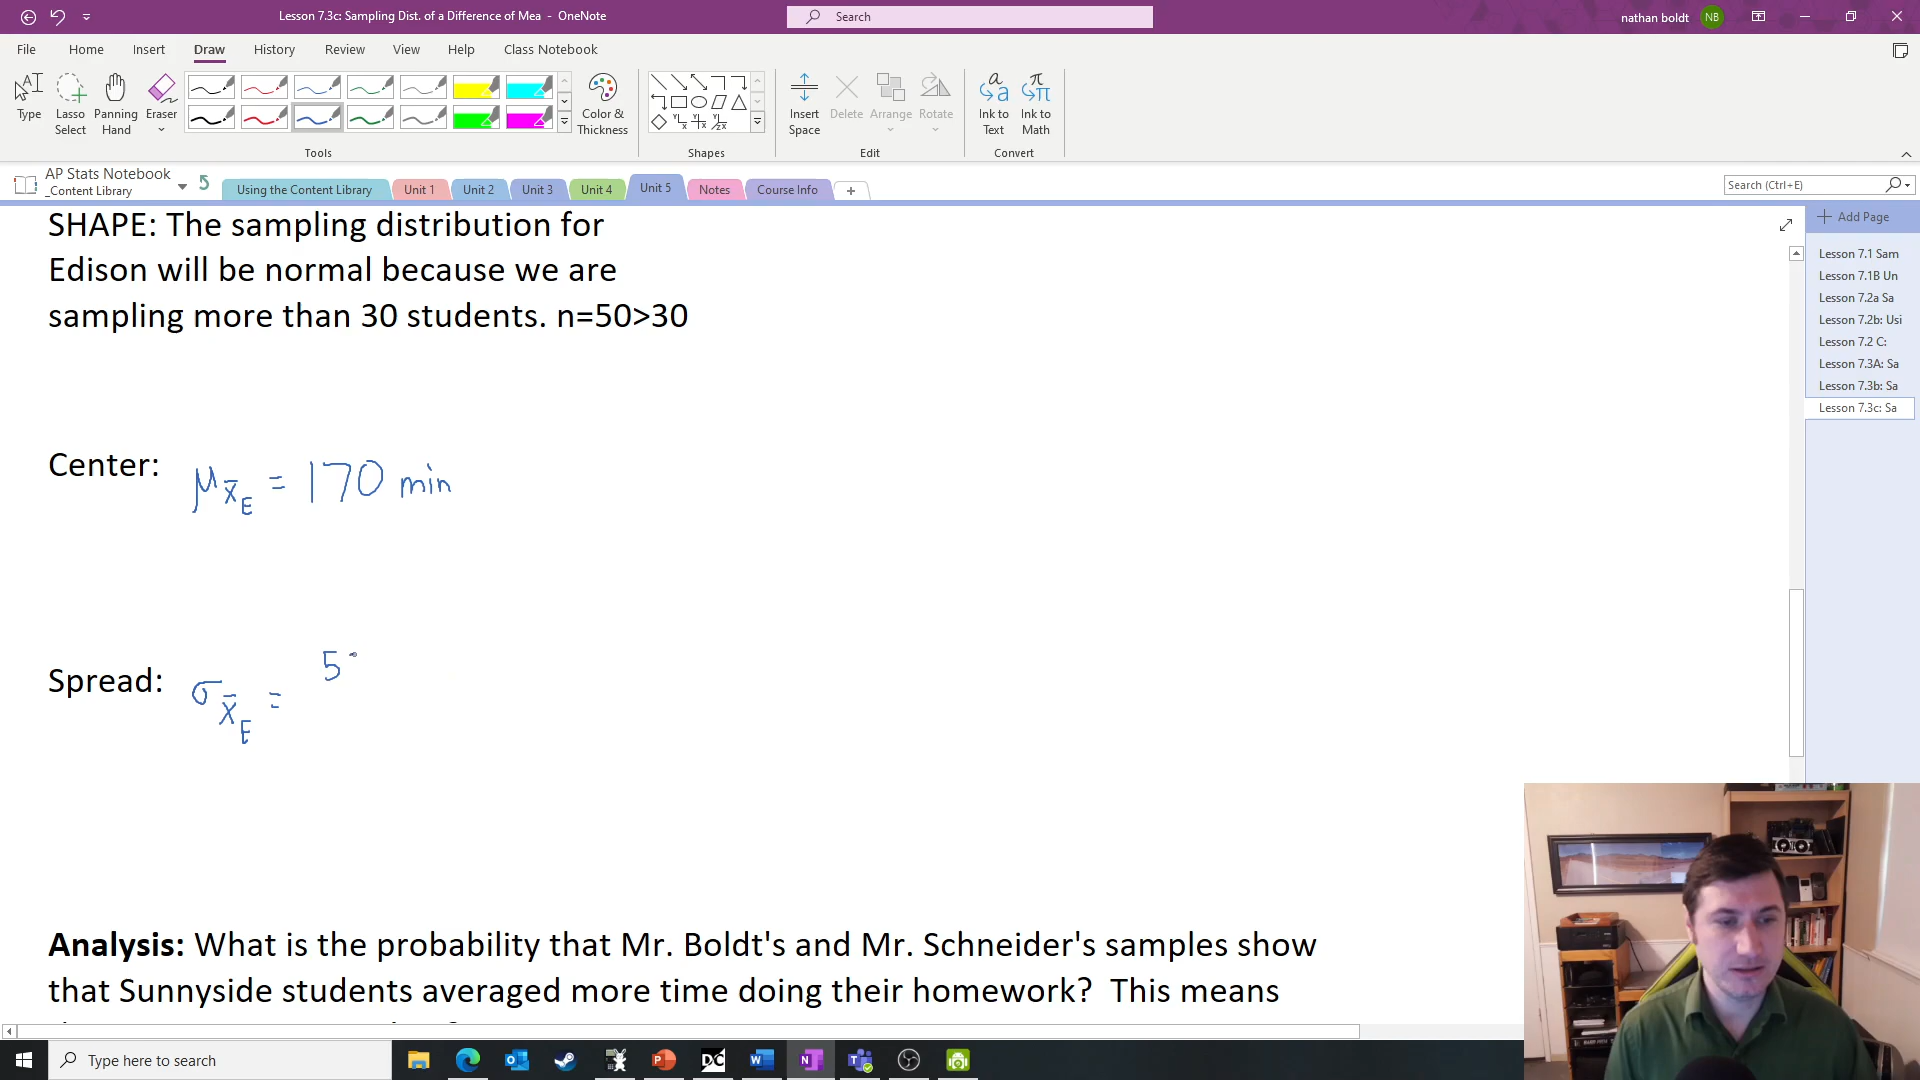 Lesson 7.3c: Sampling Dist. of a Difference of Mea - OneNote
Search
nathan boldt
NB
File Home Insert Draw History Review View Help Class Notebook
Type
Lasso Select
Panning Hand
Eraser
Color & Thickness
Insert Space
Delete
Arrange
Rotate
Ink to Text
Ink to Math
Tools
Shapes
Edit
Convert
AP Stats Notebook
_Content Library
Using the Content Library
Unit 1
Unit 2
Unit 3
Unit 4
Unit 5
Notes
Course Info
Search (Ctrl+E)
Add Page
Lesson 7.1 Sam
Lesson 7.1B Un
Lesson 7.2a Sa
Lesson 7.2b: Usi
Lesson 7.2 C:
Lesson 7.3A: Sa
Lesson 7.3b: Sa
Lesson 7.3c: Sa
SHAPE: The sampling distribution for
Edison will be normal because we are
sampling more than 30 students. n=50>30
Center: μx̄E = 170 min
Spread: σx̄E = 5
Analysis: What is the probability that Mr. Boldt's and Mr. Schneider's samples show
that Sunnyside students averaged more time doing their homework? This means
Type here to search